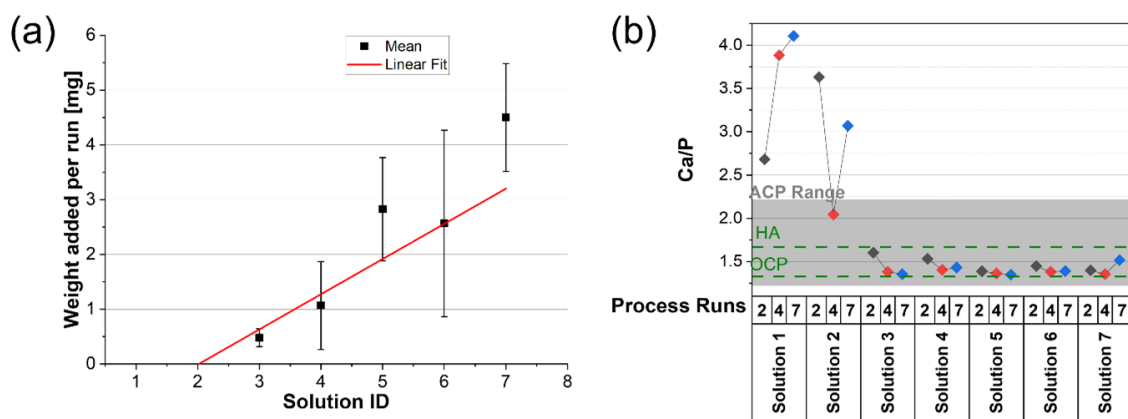 (a)
Weight added per run [mg]
6
5
4
3
2
1
0
Mean
Linear Fit
1 2 3 4 5 6 7 8
Solution ID
(b)
Ca/P
4.0
3.5
3.0
2.5
2.0
1.5
ACP Range
HA
OCP
Process Runs 2 4 7 2 4 7 2 4 7 2 4 7 2 4 7 2 4 7 2 4 7
Solution 1
Solution 2
Solution 3
Solution 4
Solution 5
Solution 6
Solution 7